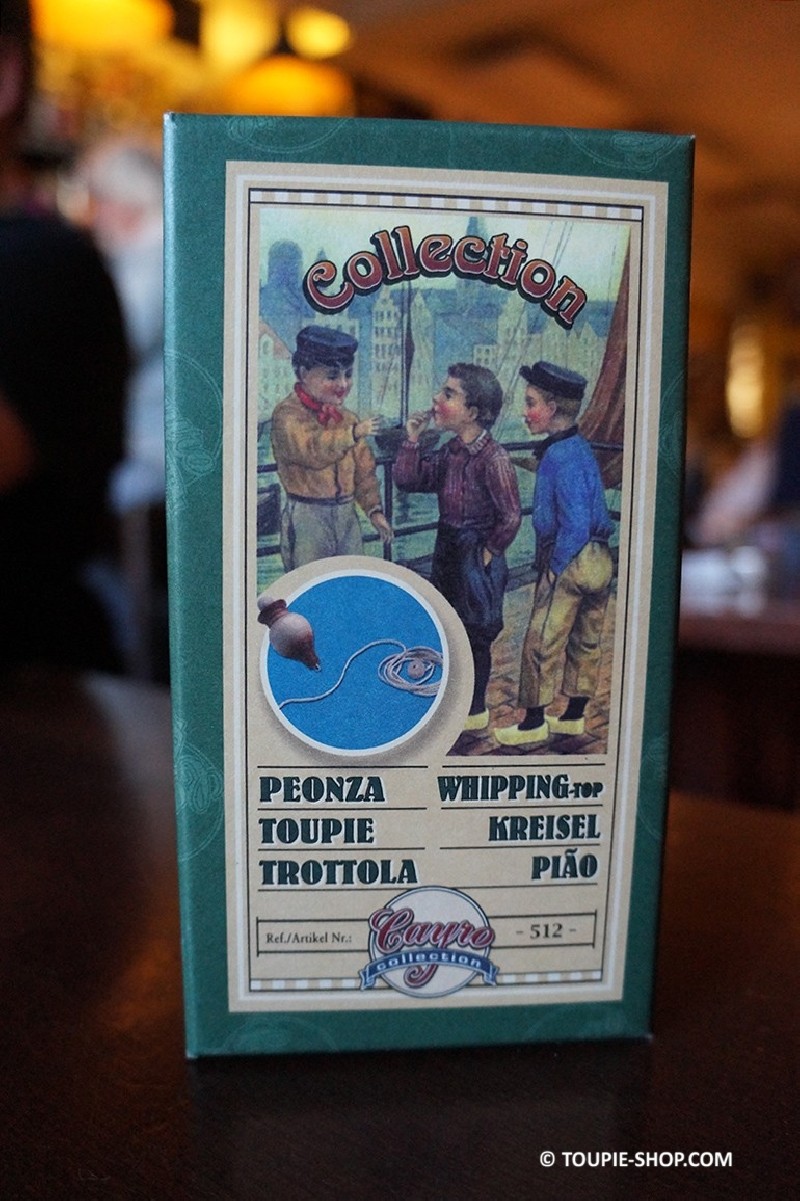 Collection
PEONZA
WHIPPING-TOP
TOUPIE
KREISEL
TROTTOLA
PIÃO
Ref./Artikel Nr.:
Cayro
collection
- 512 -
© TOUPIE-SHOP.COM